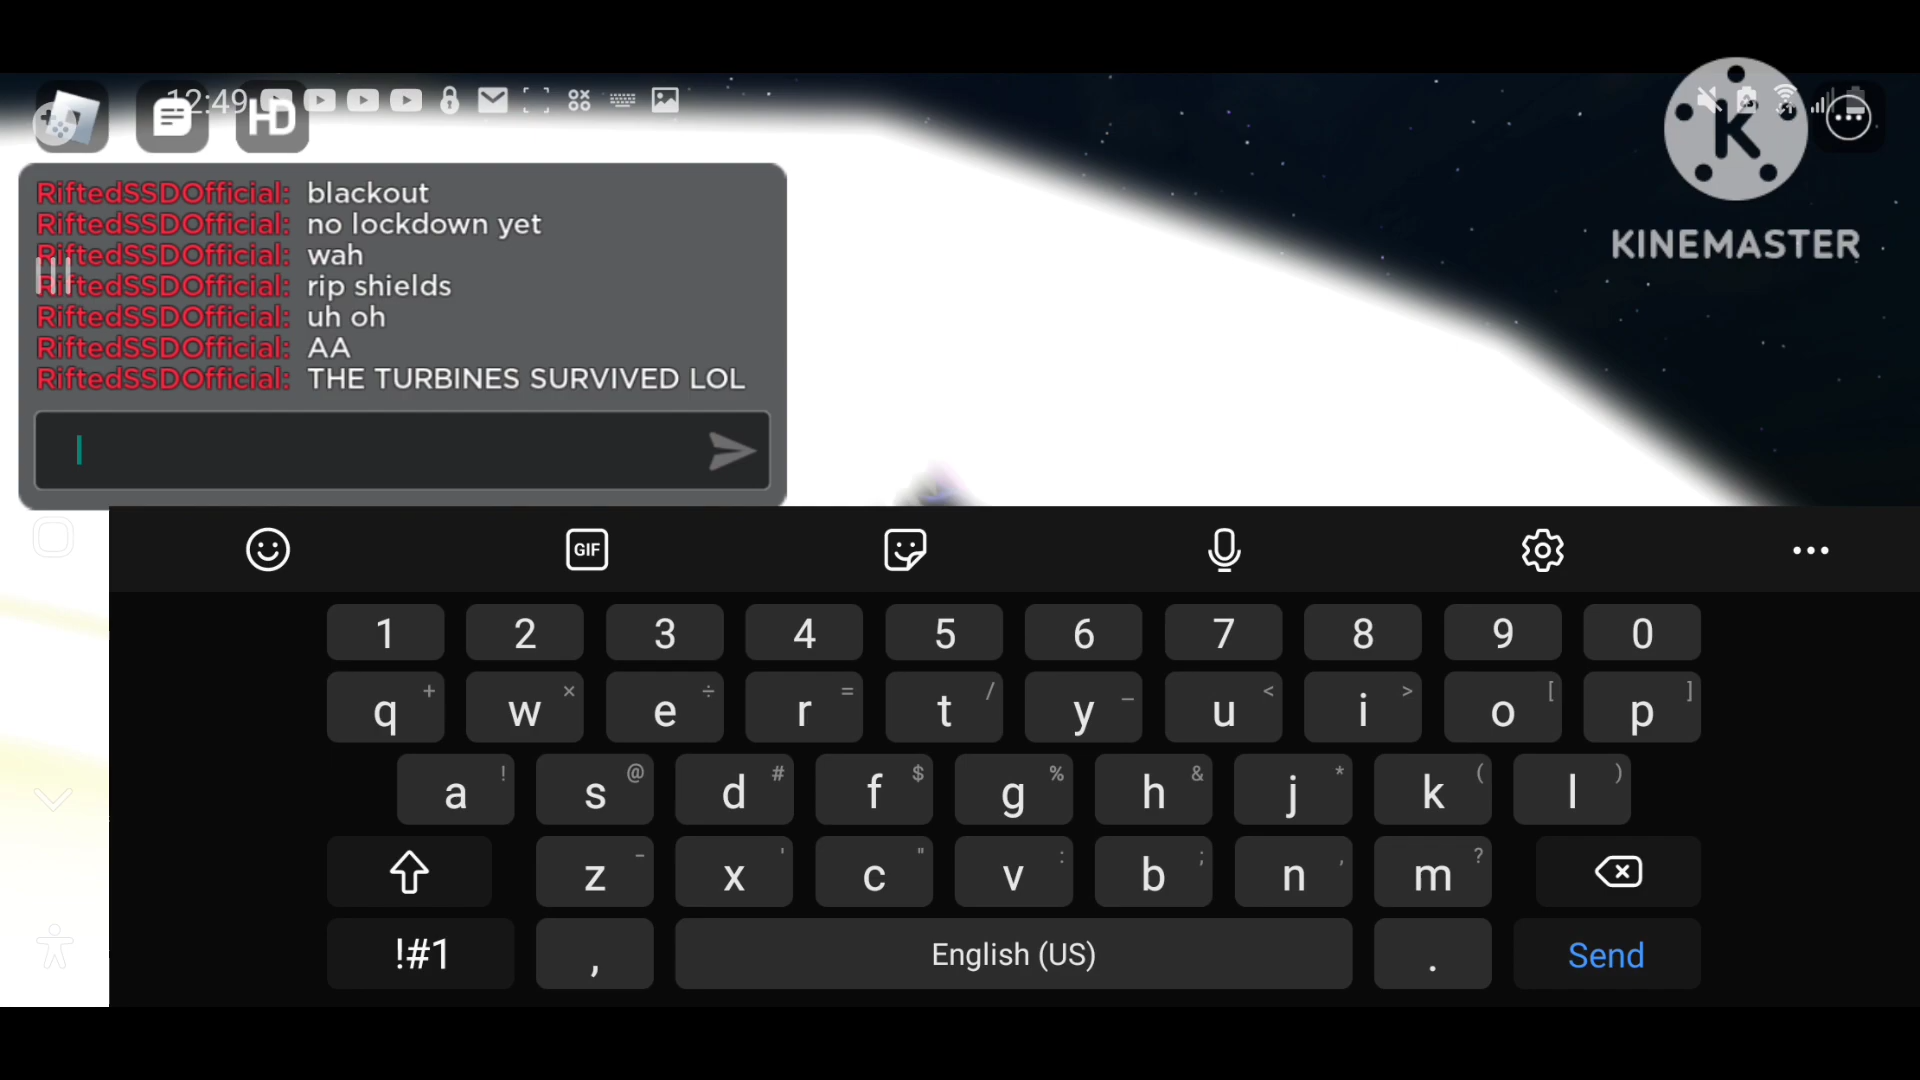 12:49
HD
K
KINEMASTER
RiftedSSDOfficial: blackout
RiftedSSDOfficial: no lockdown yet
RiftedSSDOfficial: wah
RiftedSSDOfficial: rip shields
RiftedSSDOfficial: uh oh
RiftedSSDOfficial: AA
RiftedSSDOfficial: THE TURBINES SURVIVED LOL
GIF
1 2 3 4 5 6 7 8 9 0
q + w × e ÷ r = t / y _ u < i > o [ p ]
a ! s @ d # f $ g % h & j * k ( l )
z - x ' c " v : b ; n , m ?
!#1 , English (US) . Send